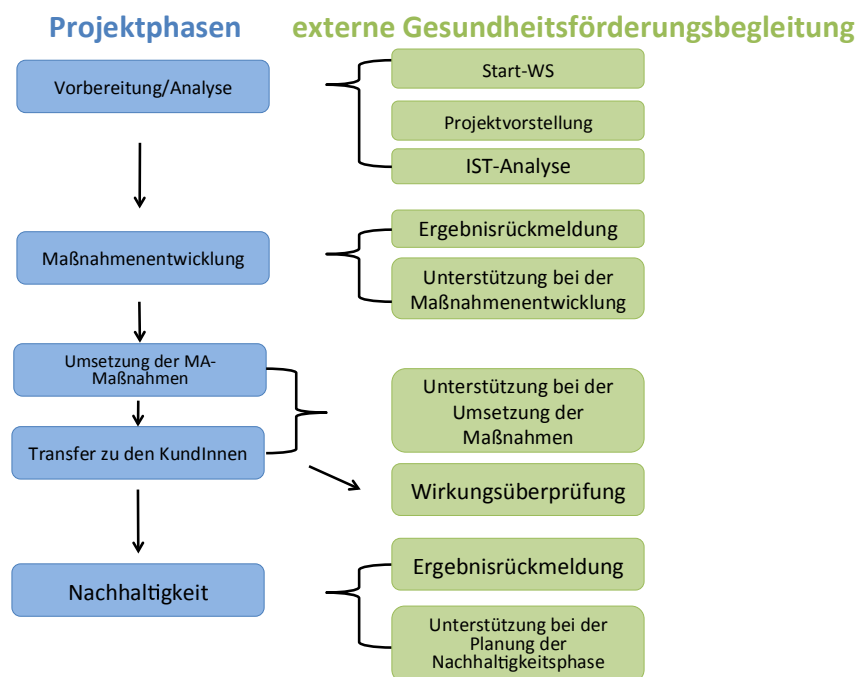 Projektphasen
externe Gesundheitsförderungsbegleitung
Vorbereitung/Analyse
Start-WS
Projektvorstellung
IST-Analyse
Maßnahmenentwicklung
Ergebnisrückmeldung
Unterstützung bei der
Maßnahmenentwicklung
Umsetzung der MA-
Maßnahmen
Transfer zu den KundInnen
Unterstützung bei der
Umsetzung der
Maßnahmen
Wirkungsüberprüfung
Nachhaltigkeit
Ergebnisrückmeldung
Unterstützung bei der
Planung der
Nachhaltigkeitsphase